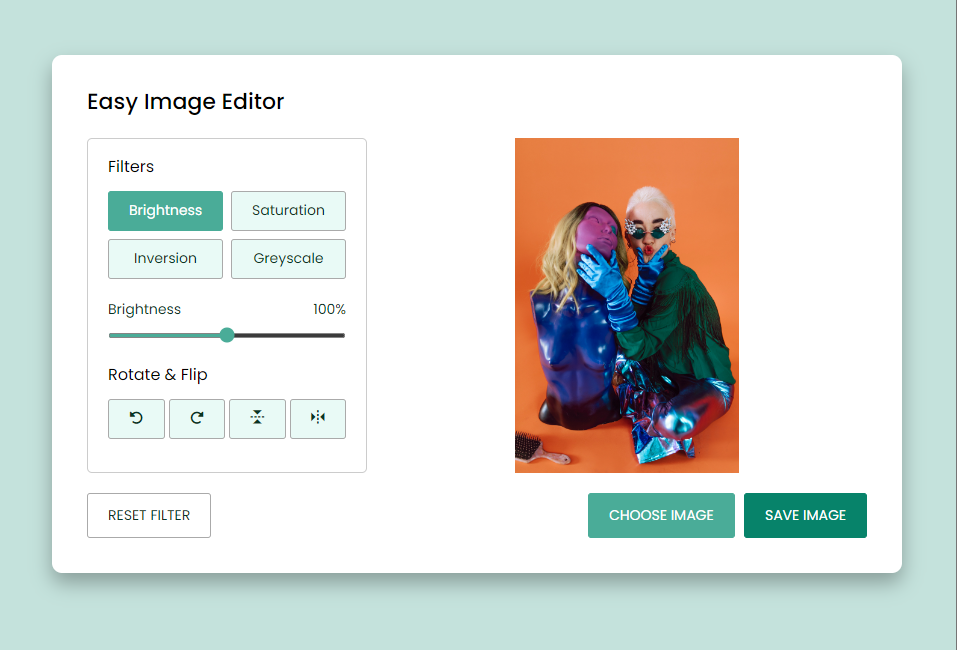 Easy Image Editor
Filters
Brightness Saturation
Inversion Greyscale
Brightness 100%
Rotate & Flip
RESET FILTER CHOOSE IMAGE SAVE IMAGE